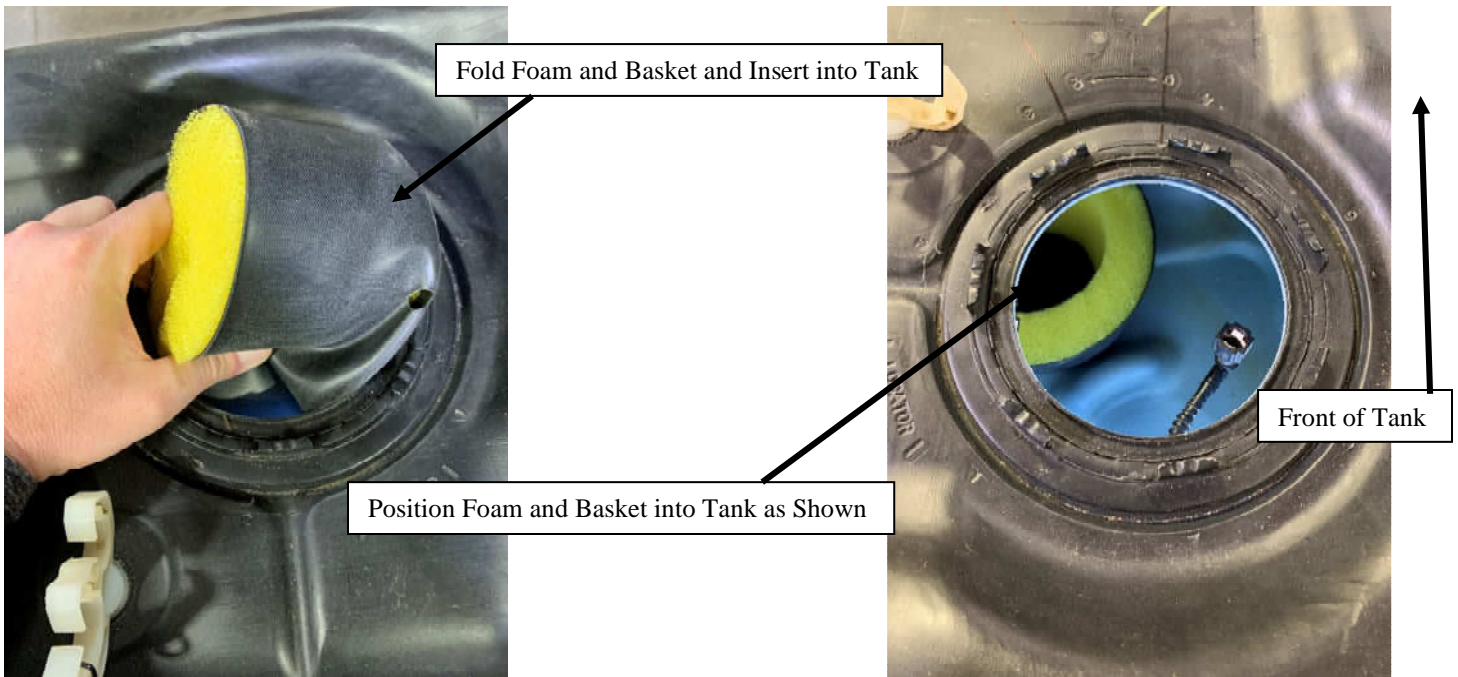 Fold Foam and Basket and Insert into Tank
Front of Tank
Position Foam and Basket into Tank as Shown